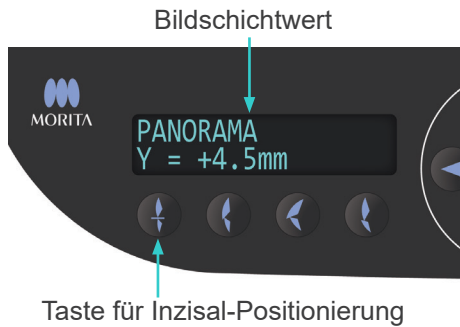 Bildschichtwert
MORITA
PANORAMA
Y = +4.5mm
Taste für Inzisal-Positionierung